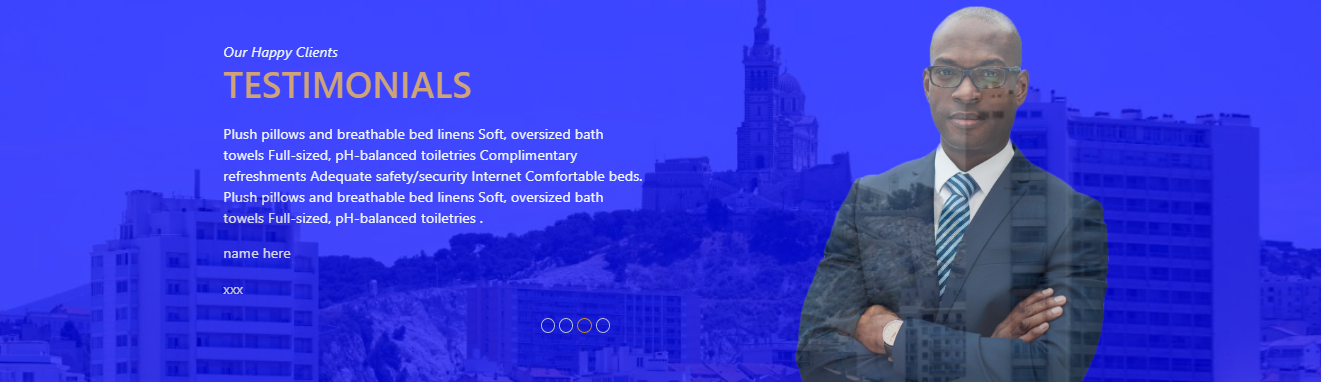 Our Happy Clients
TESTIMONIALS
Plush pillows and breathable bed linens Soft, oversized bath
towels Full-sized, pH-balanced toiletries Complimentary
refreshments Adequate safety/security Internet Comfortable beds.
Plush pillows and breathable bed linens Soft, oversized bath
towels Full-sized, pH-balanced toiletries .
name here
xxx